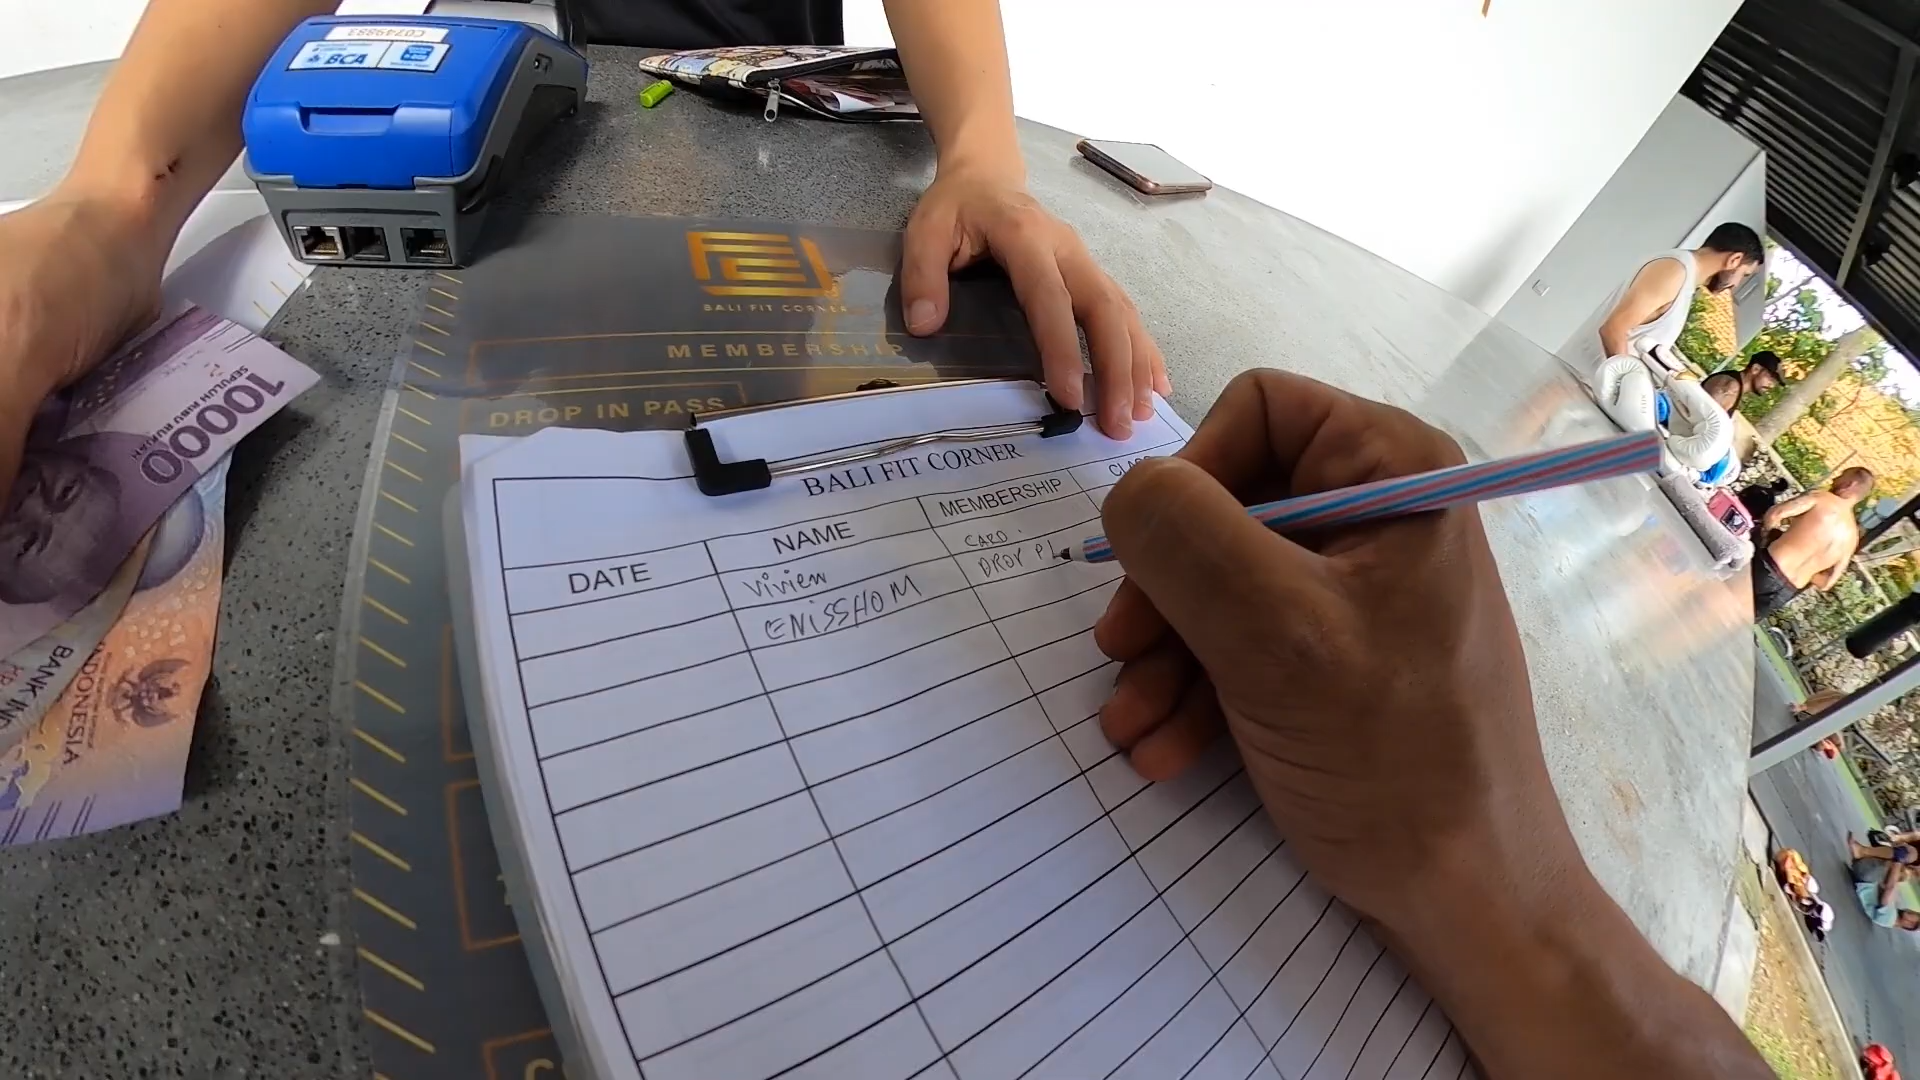 C0749883
BCA
BALI FIT CORNER
MEMBERSHIP
DROP IN PASS
BALI FIT CORNER
DATE
NAME
MEMBERSHIP
Vivien
CARD
ENiSSHOM
DROP
10000
SEPULUH RIBU RUPIAH
BANK
INDONESIA